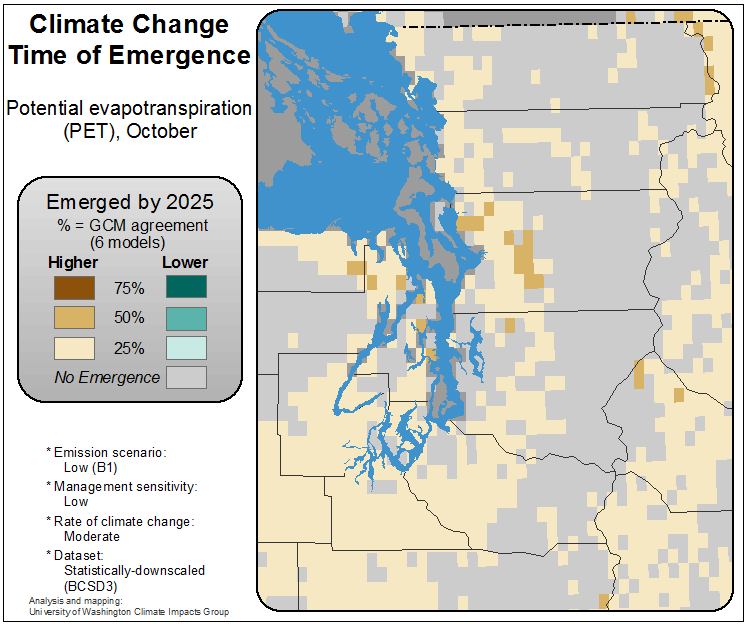 Climate Change
Time of Emergence
Potential evapotranspiration
(PET), October
Emerged by 2025
% = GCM agreement
(6 models)
Higher Lower
75%
50%
25%
No Emergence
* Emission scenario:
Low (B1)
* Management sensitivity:
Low
* Rate of climate change:
Moderate
* Dataset:
Statistically-downscaled
(BCSD3)
Analysis and mapping:
University of Washington Climate Impacts Group